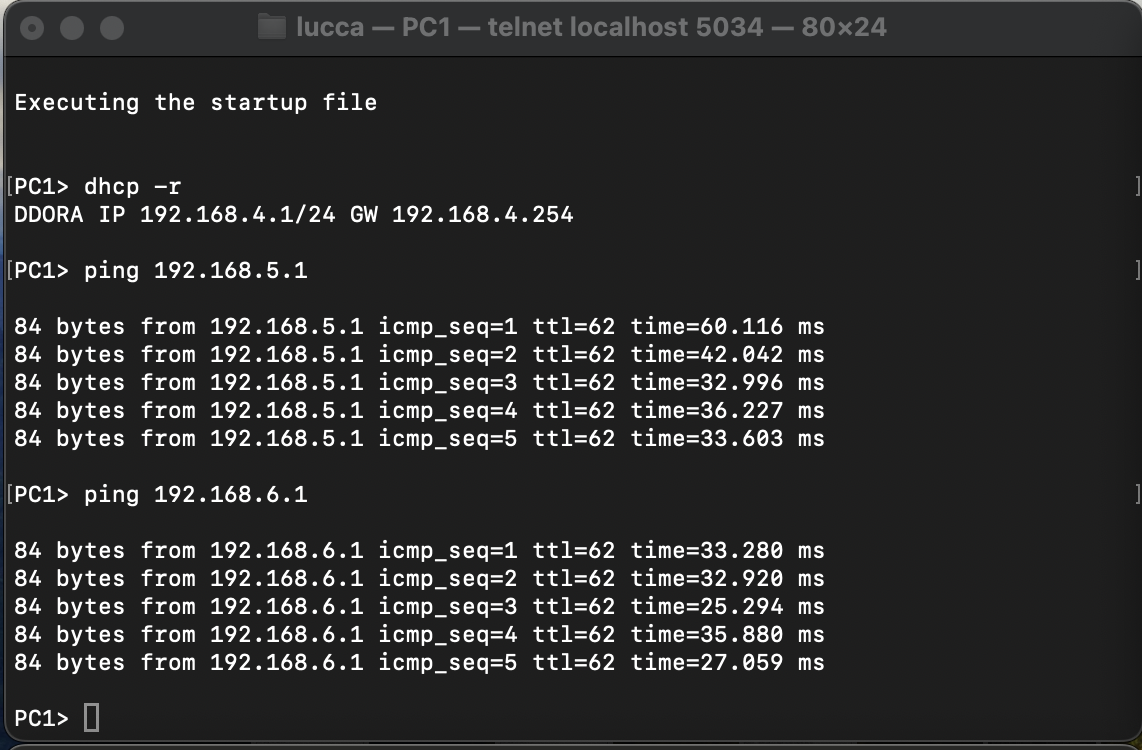 lucca — PC1 — telnet localhost 5034 — 80×24
Executing the startup file
[PC1> dhcp -r ]
DDORA IP 192.168.4.1/24 GW 192.168.4.254
[PC1> ping 192.168.5.1 ]
84 bytes from 192.168.5.1 icmp_seq=1 ttl=62 time=60.116 ms
84 bytes from 192.168.5.1 icmp_seq=2 ttl=62 time=42.042 ms
84 bytes from 192.168.5.1 icmp_seq=3 ttl=62 time=32.996 ms
84 bytes from 192.168.5.1 icmp_seq=4 ttl=62 time=36.227 ms
84 bytes from 192.168.5.1 icmp_seq=5 ttl=62 time=33.603 ms
[PC1> ping 192.168.6.1 ]
84 bytes from 192.168.6.1 icmp_seq=1 ttl=62 time=33.280 ms
84 bytes from 192.168.6.1 icmp_seq=2 ttl=62 time=32.920 ms
84 bytes from 192.168.6.1 icmp_seq=3 ttl=62 time=25.294 ms
84 bytes from 192.168.6.1 icmp_seq=4 ttl=62 time=35.880 ms
84 bytes from 192.168.6.1 icmp_seq=5 ttl=62 time=27.059 ms
PC1>